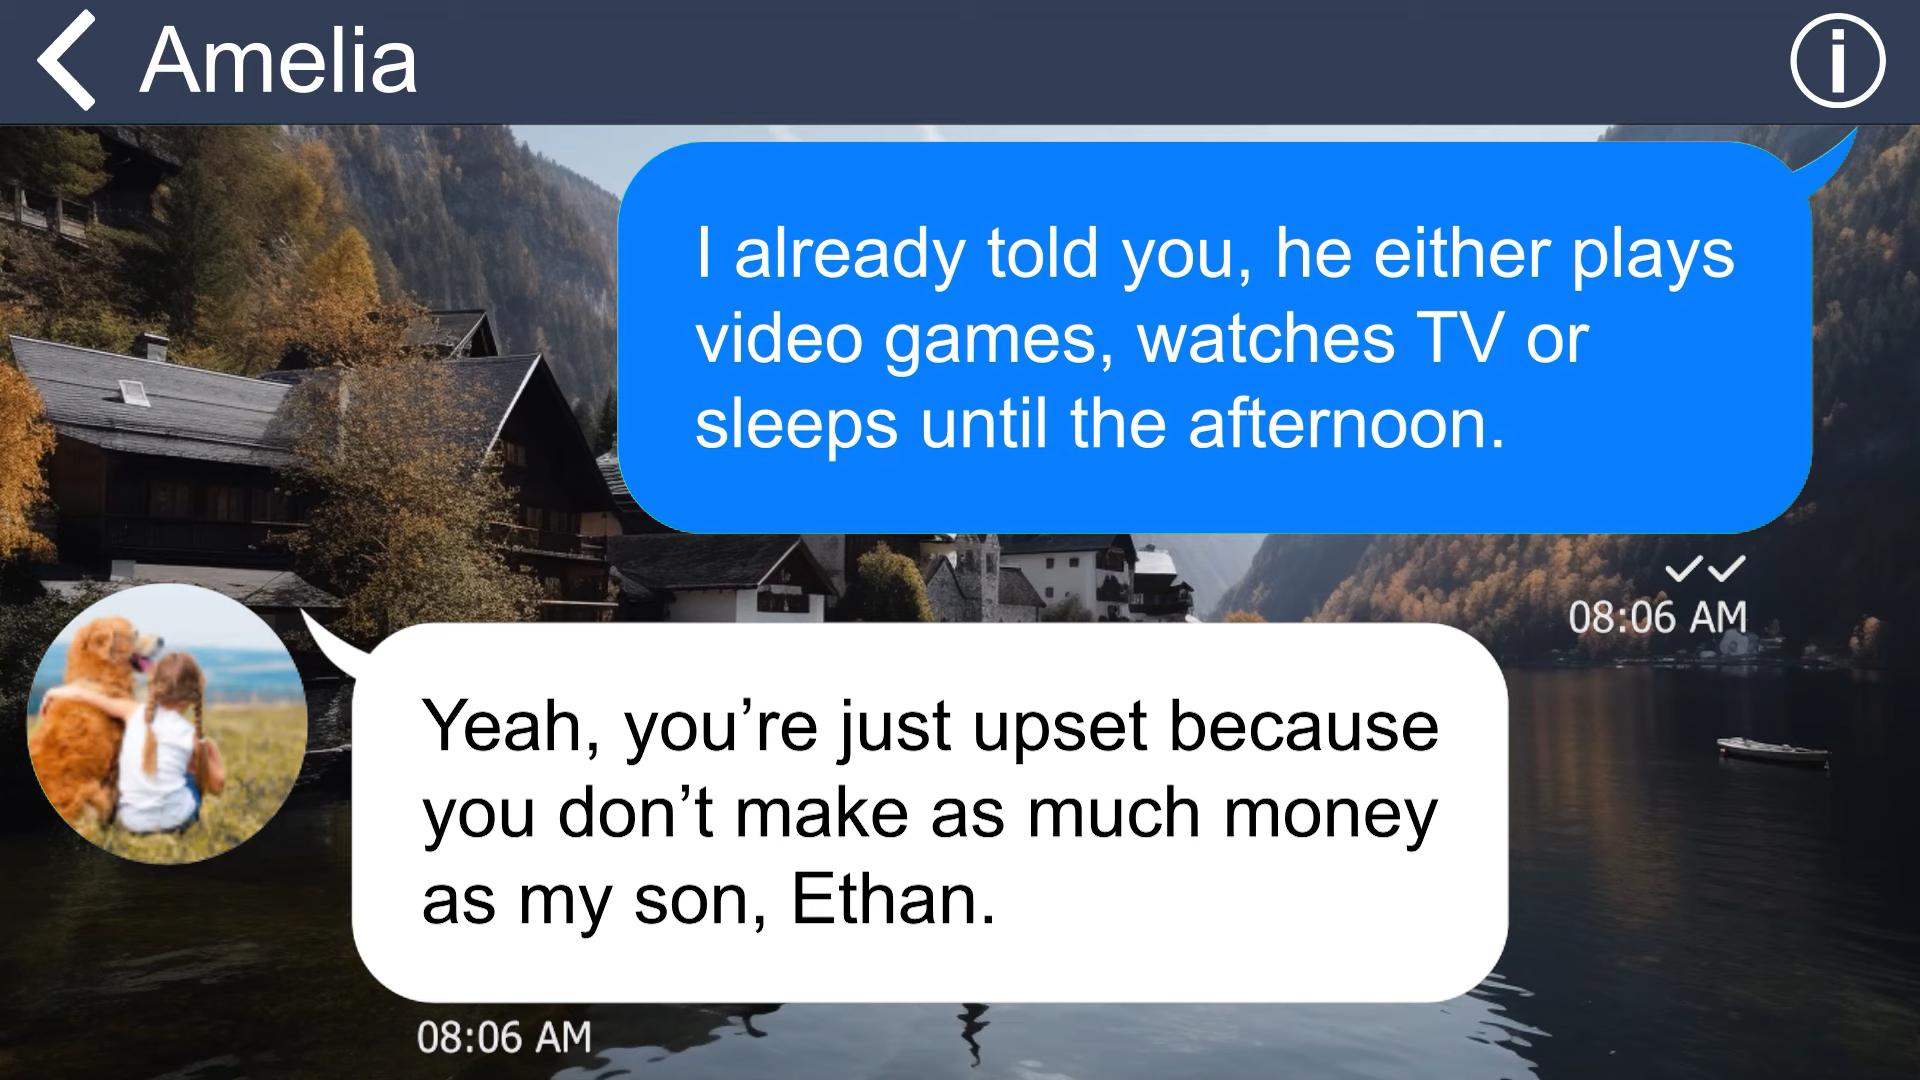 Amelia
I already told you, he either plays
video games, watches TV or
sleeps until the afternoon.
08:06 AM
Yeah, you’re just upset because
you don’t make as much money
as my son, Ethan.
08:06 AM